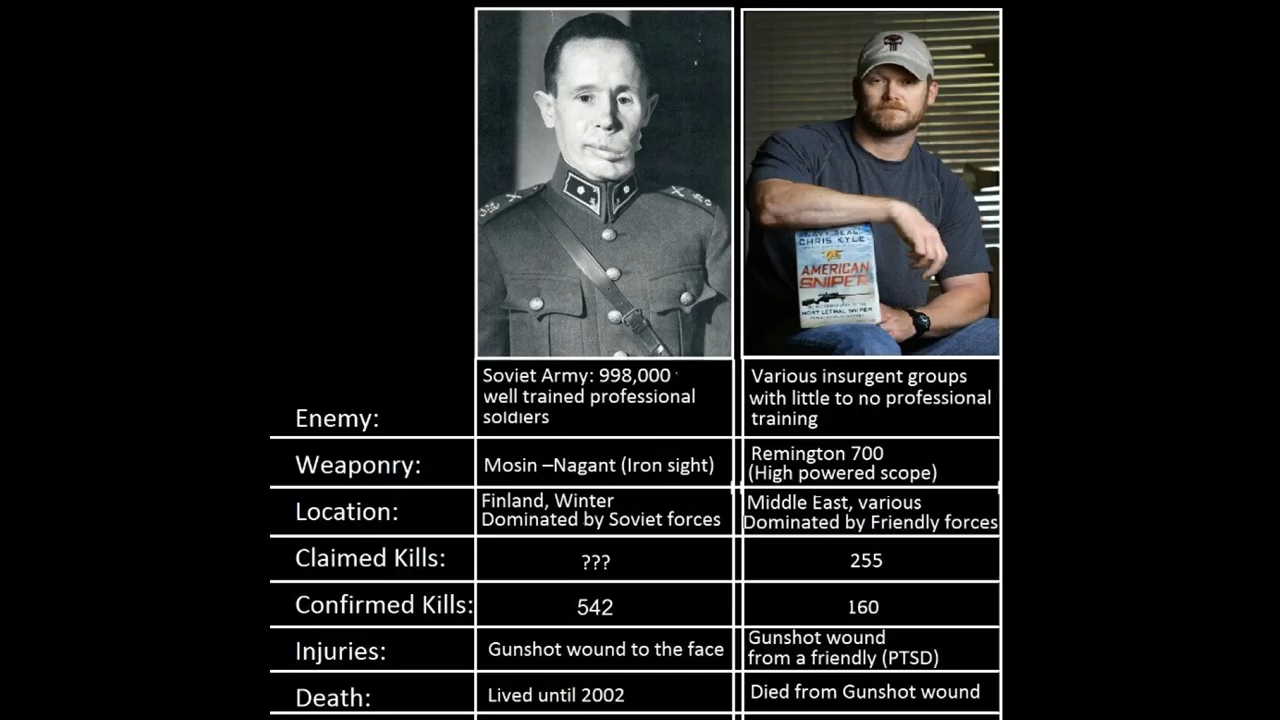 NAVY SEAL
CHRIS KYLE
AMERICAN
SNIPER
MOST LETHAL SNIPER
Enemy:
Soviet Army: 998,000
well trained professional
soldiers
Various insurgent groups
with little to no professional
training
Weaponry:
Mosin –Nagant (Iron sight)
Remington 700
(High powered scope)
Location:
Finland, Winter
Dominated by Soviet forces
Middle East, various
Dominated by Friendly forces
Claimed Kills:
???
255
Confirmed Kills:
542
160
Injuries:
Gunshot wound to the face
Gunshot wound
from a friendly (PTSD)
Death:
Lived until 2002
Died from Gunshot wound